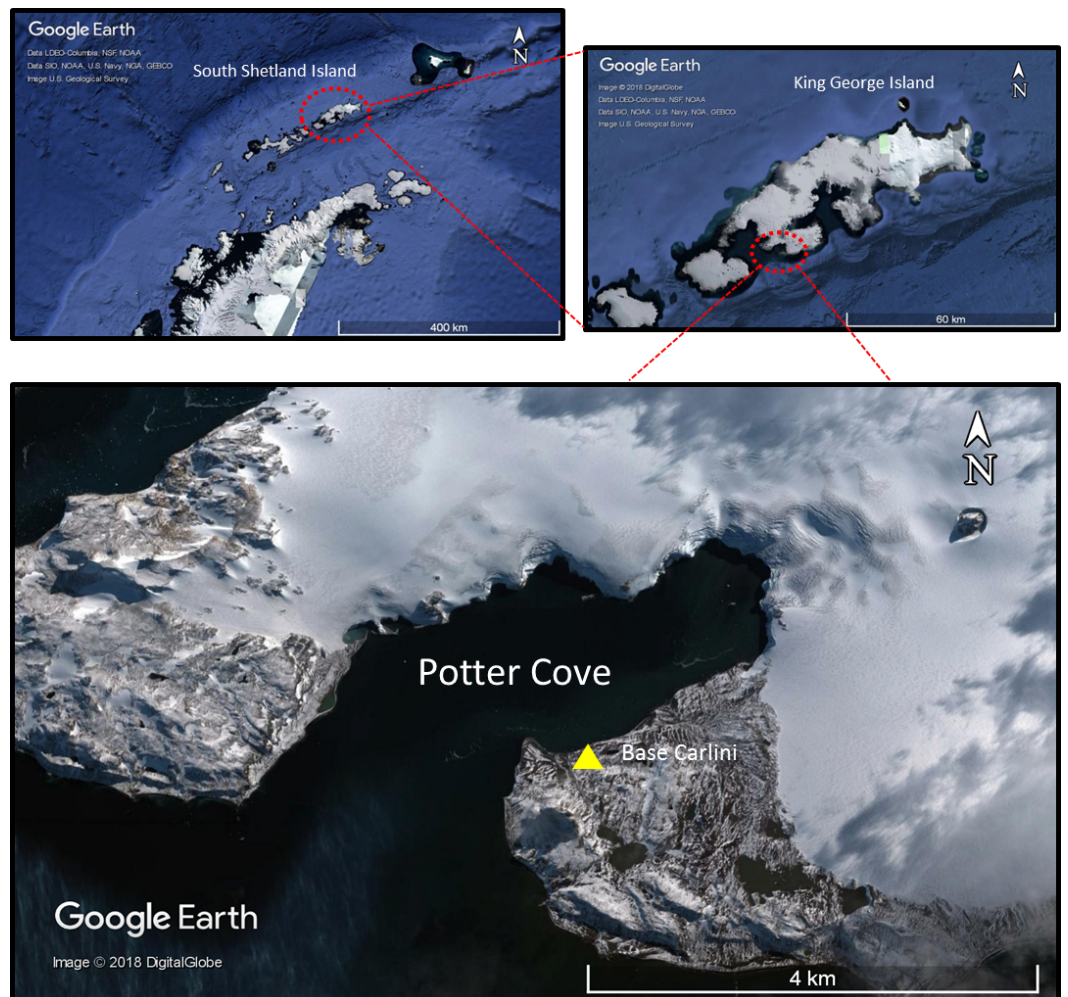 Google Earth
Data LDEO-Columbia, NSF, NOAA
Data SIO, NOAA, U.S. Navy, NGA, GEBCO
Image U.S. Geological Survey
South Shetland Island
N
400 km
Google Earth
Image © 2018 DigitalGlobe
Data LDEO-Columbia, NSF, NOAA
Data SIO, NOAA, U.S. Navy, NGA, GEBCO
Image U.S. Geological Survey
King George Island
N
60 km
N
Potter Cove
Base Carlini
Google Earth
Image © 2018 DigitalGlobe
4 km